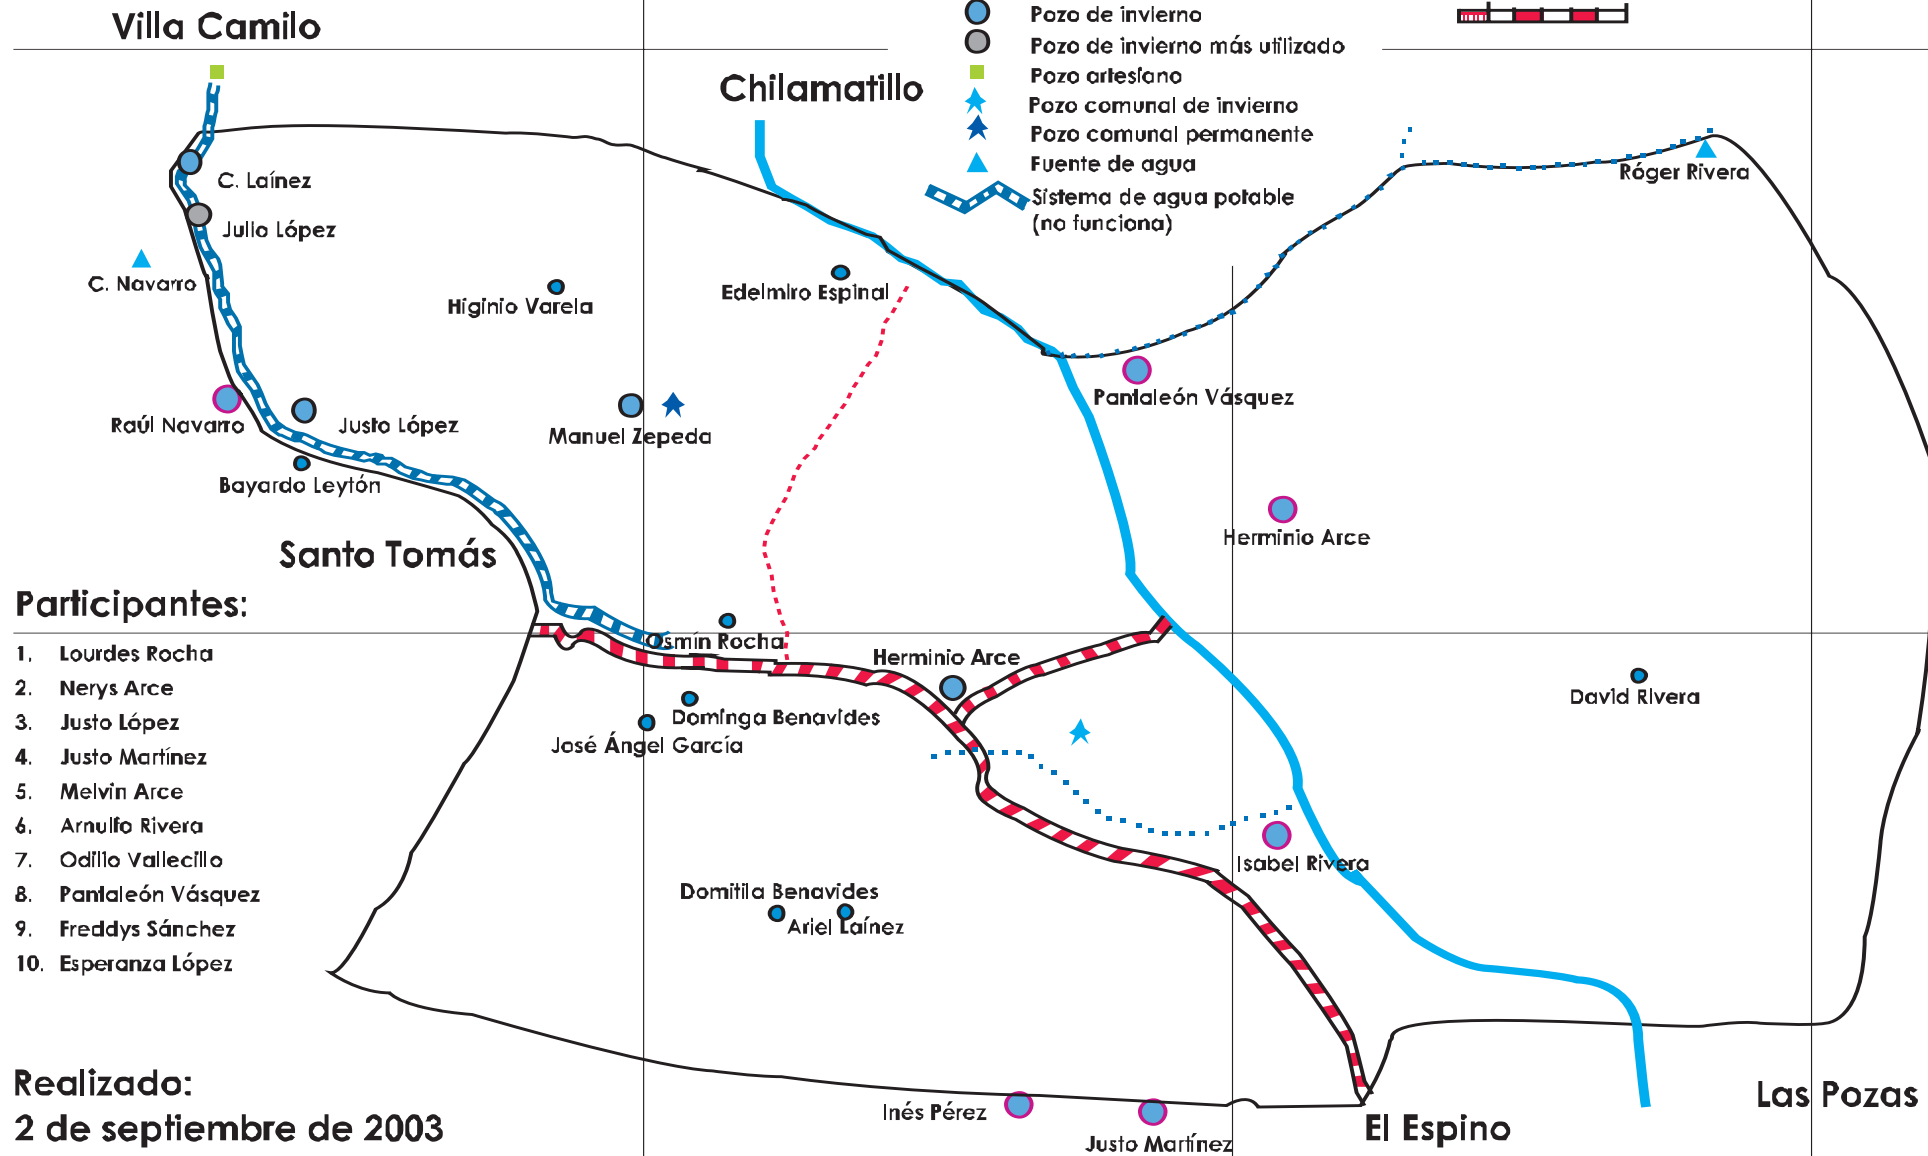 Villa Camilo
Pozo de invierno
Pozo de invierno más utilizado
Pozo artesiano
Pozo comunal de invierno
Pozo comunal permanente
Fuente de agua
Sistema de agua potable
(no funciona)
Chilamatillo
Róger Rivera
C. Laínez
Julio López
C. Navarro
Higinio Varela
Edelmiro Espinal
Pantaleón Vásquez
Raúl Navarro
Justo López
Manuel Zepeda
Bayardo Leytón
Herminio Arce
Santo Tomás
Participantes:
1. Lourdes Rocha
2. Nerys Arce
3. Justo López
4. Justo Martínez
5. Melvin Arce
6. Arnulfo Rivera
7. Odilio Vallecillo
8. Pantaleón Vásquez
9. Freddys Sánchez
10. Esperanza López
Osmín Rocha
Herminio Arce
David Rivera
Dominga Benavides
José Ángel García
Isabel Rivera
Domitila Benavides
Ariel Laínez
Realizado:
2 de septiembre de 2003
Inés Pérez
Justo Martínez
El Espino
Las Pozas